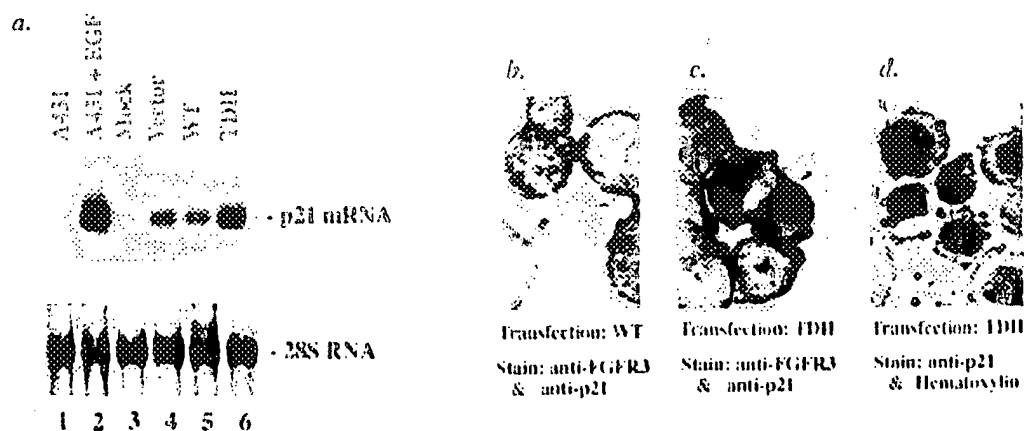 a.
A431
A431 + EGF
Mock
Vector
WT
TDII
- p21 mRNA
- 28S RNA
1 2 3 4 5 6
b.
Transfection: WT
Stain: anti-FGFR3
& anti-p21
c.
Transfection: TDII
Stain: anti-FGFR3
& anti-p21
d.
Transfection: TDII
Stain: anti-p21
& Hematoxylin